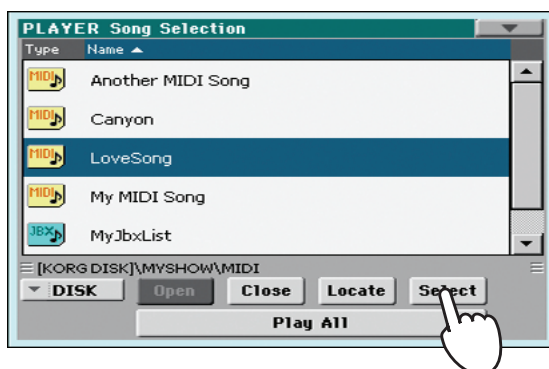 PLAYER Song Selection
Type Name
MIDI Another MIDI Song
MIDI Canyon
MIDI LoveSong
MIDI My MIDI Song
JBX MyJbxList
[KORG DISK]\MYSHOW\MIDI
DISK Open Close Locate Select
Play All